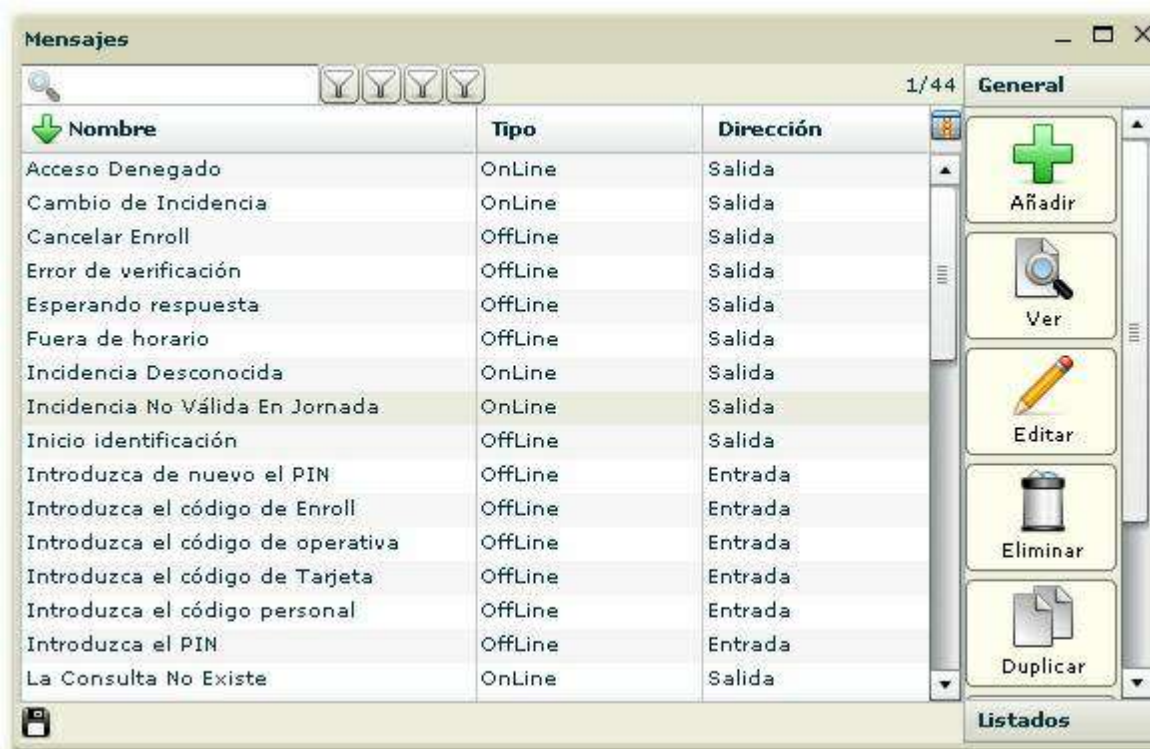 Mensajes
1/44
General
Nombre Tipo Dirección
Acceso Denegado OnLine Salida
Cambio de Incidencia OnLine Salida
Cancelar Enroll OffLine Salida
Error de verificación OffLine Salida
Esperando respuesta OffLine Salida
Fuera de horario OffLine Salida
Incidencia Desconocida OnLine Salida
Incidencia No Válida En Jornada OnLine Salida
Inicio identificación OffLine Salida
Introduzca de nuevo el PIN OffLine Entrada
Introduzca el código de Enroll OffLine Entrada
Introduzca el código de operativa OffLine Entrada
Introduzca el código de Tarjeta OffLine Entrada
Introduzca el código personal OffLine Entrada
Introduzca el PIN OffLine Entrada
La Consulta No Existe OnLine Salida
Añadir
Ver
Editar
Eliminar
Duplicar
Listados